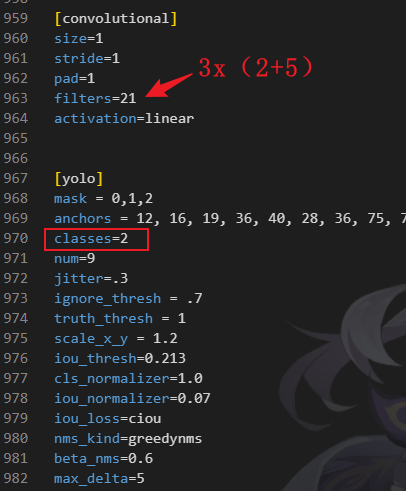 959 [convolutional]
960 size=1
961 stride=1
962 pad=1
3x（2+5）
963 filters=21
964 activation=linear
965
966
967 [yolo]
968 mask = 0,1,2
969 anchors = 12, 16, 19, 36, 40, 28, 36, 75,
970 classes=2
971 num=9
972 jitter=.3
973 ignore_thresh = .7
974 truth_thresh = 1
975 scale_x_y = 1.2
976 iou_thresh=0.213
977 cls_normalizer=1.0
978 iou_normalizer=0.07
979 iou_loss=ciou
980 nms_kind=greedynms
981 beta_nms=0.6
982 max_delta=5